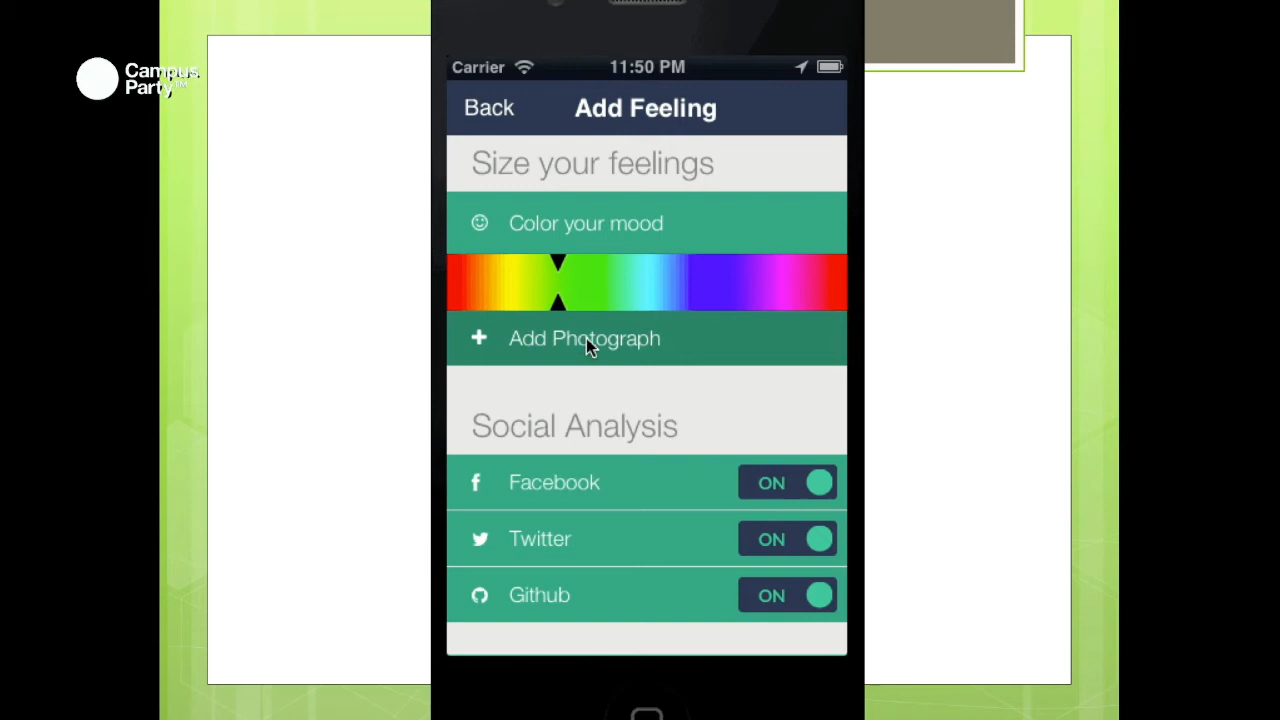 Campus
Party™
Carrier 11:50 PM
Back Add Feeling
Size your feelings
Color your mood
Add Photograph
Social Analysis
Facebook ON
Twitter ON
Github ON